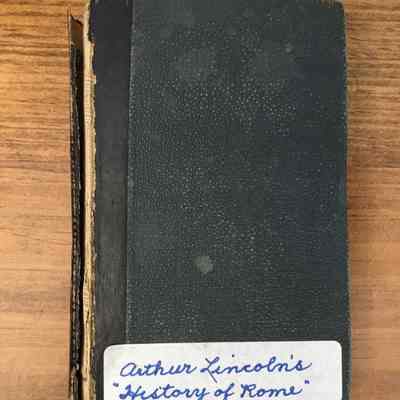 Arthur Lincoln's
"History of Rome"